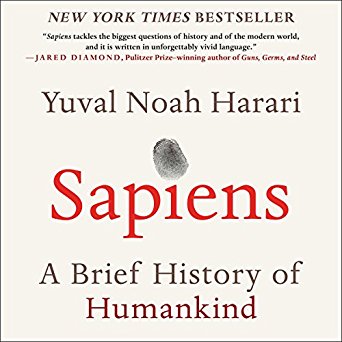 NEW YORK TIMES BESTSELLER
"Sapiens tackles the biggest questions of history and of the modern world,
and it is written in unforgettably vivid language."
—JARED DIAMOND, Pulitzer Prize–winning author of Guns, Germs, and Steel
Yuval Noah Harari
Sapiens
A Brief History of
Humankind